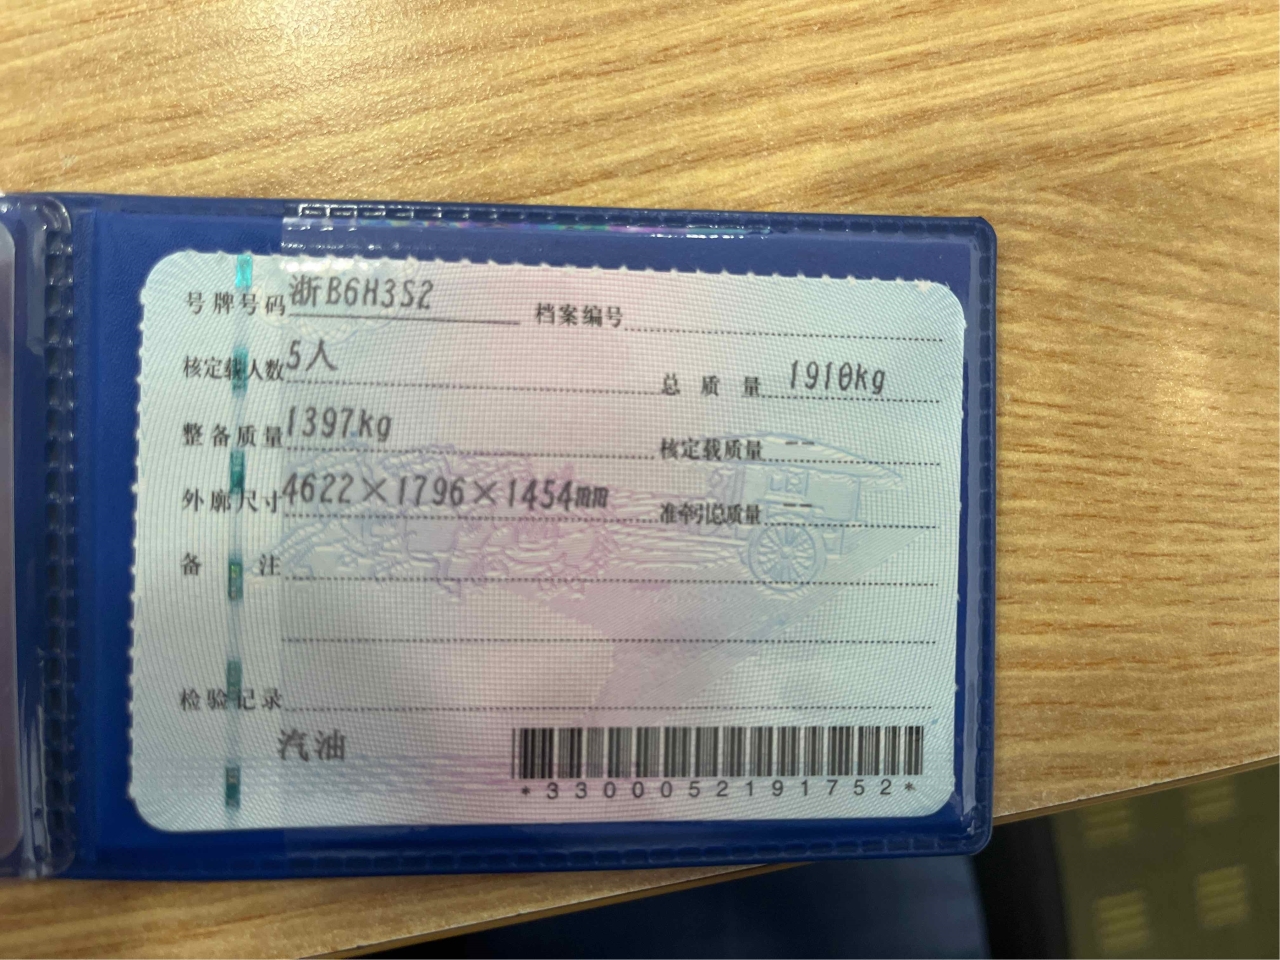 号牌号码 浙B6H3S2 档案编号
核定载人数 5人 总质量 1910kg
整备质量 1397kg 核定载质量 --
外廓尺寸 4622×1796×1454mm 准牵引总质量 --
备注
检验记录
汽油
*330005219175 2*